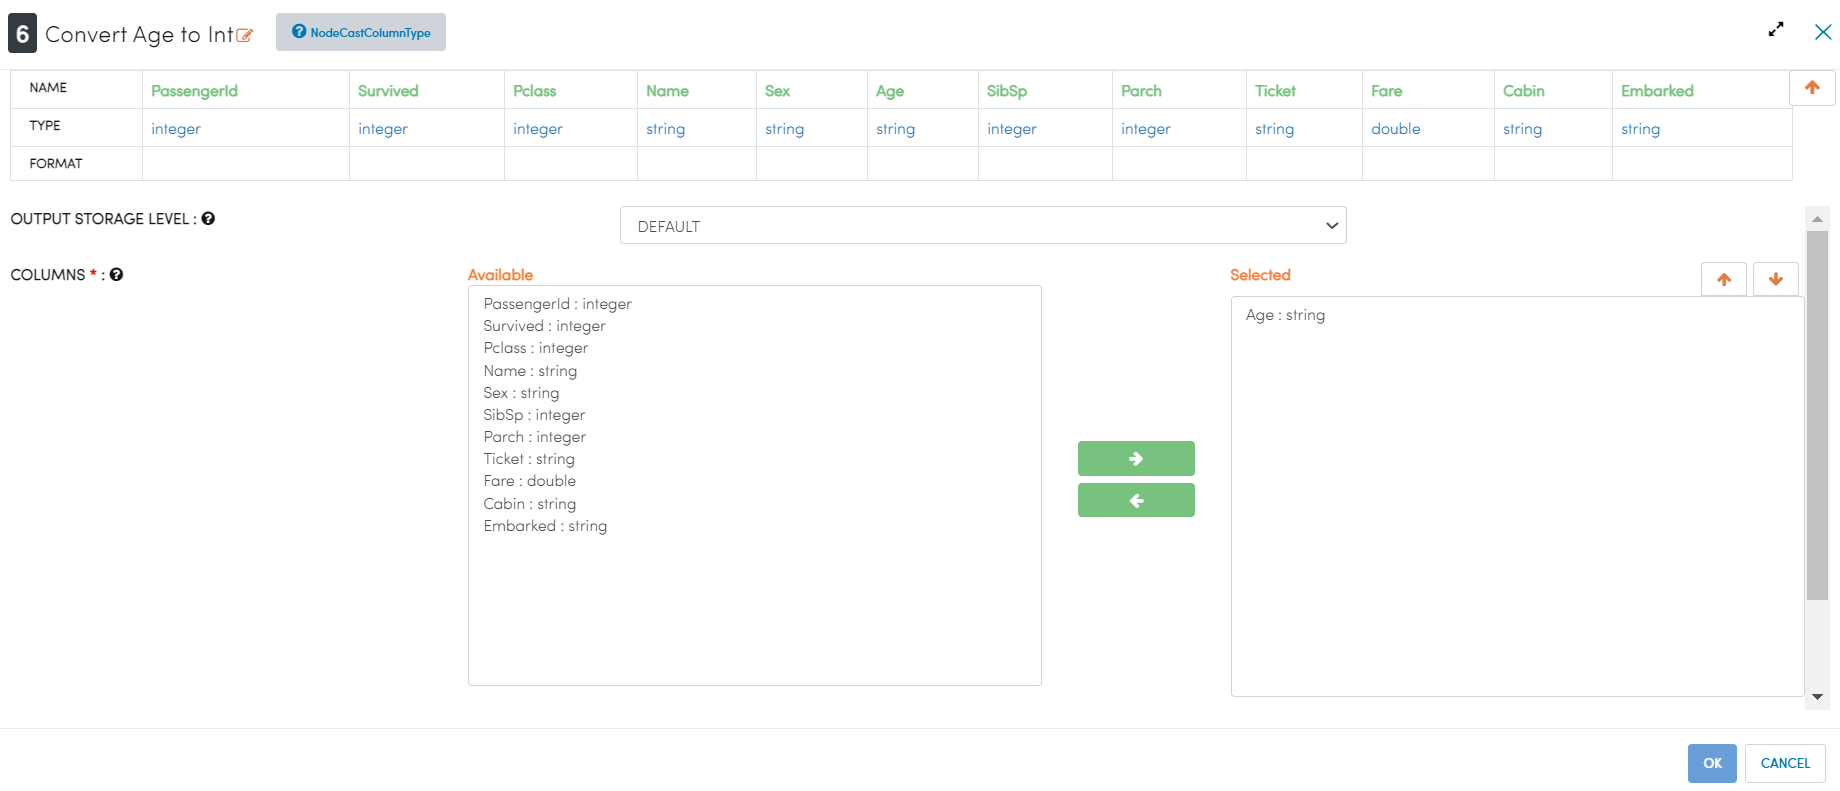 6 Convert Age to Int NodeCastColumnType
NAME PassengerId Survived Pclass Name Sex Age SibSp Parch Ticket Fare Cabin Embarked
TYPE integer integer integer string string string integer integer string double string string
FORMAT
OUTPUT STORAGE LEVEL : DEFAULT
COLUMNS * :
Available
PassengerId : integer
Survived : integer
Pclass : integer
Name : string
Sex : string
SibSp : integer
Parch : integer
Ticket : string
Fare : double
Cabin : string
Embarked : string
Selected
Age : string
OK CANCEL